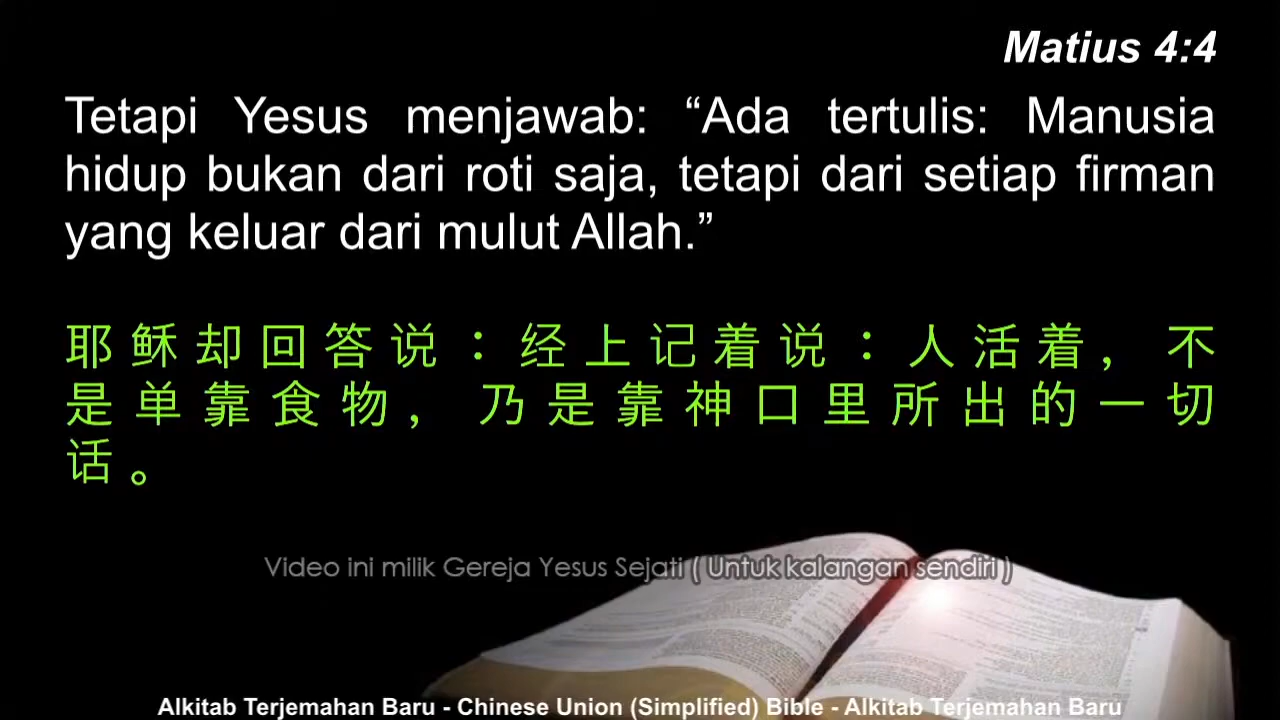 Matius 4:4
Tetapi Yesus menjawab: “Ada tertulis: Manusia
hidup bukan dari roti saja, tetapi dari setiap firman
yang keluar dari mulut Allah.”
耶稣却回答说：经上记着说：人活着，不
是单靠食物，乃是靠神口里所出的一切
话。
Video ini milik Gereja Yesus Sejati ( Untuk kalangan sendiri )
Alkitab Terjemahan Baru - Chinese Union (Simplified) Bible - Alkitab Terjemahan Baru